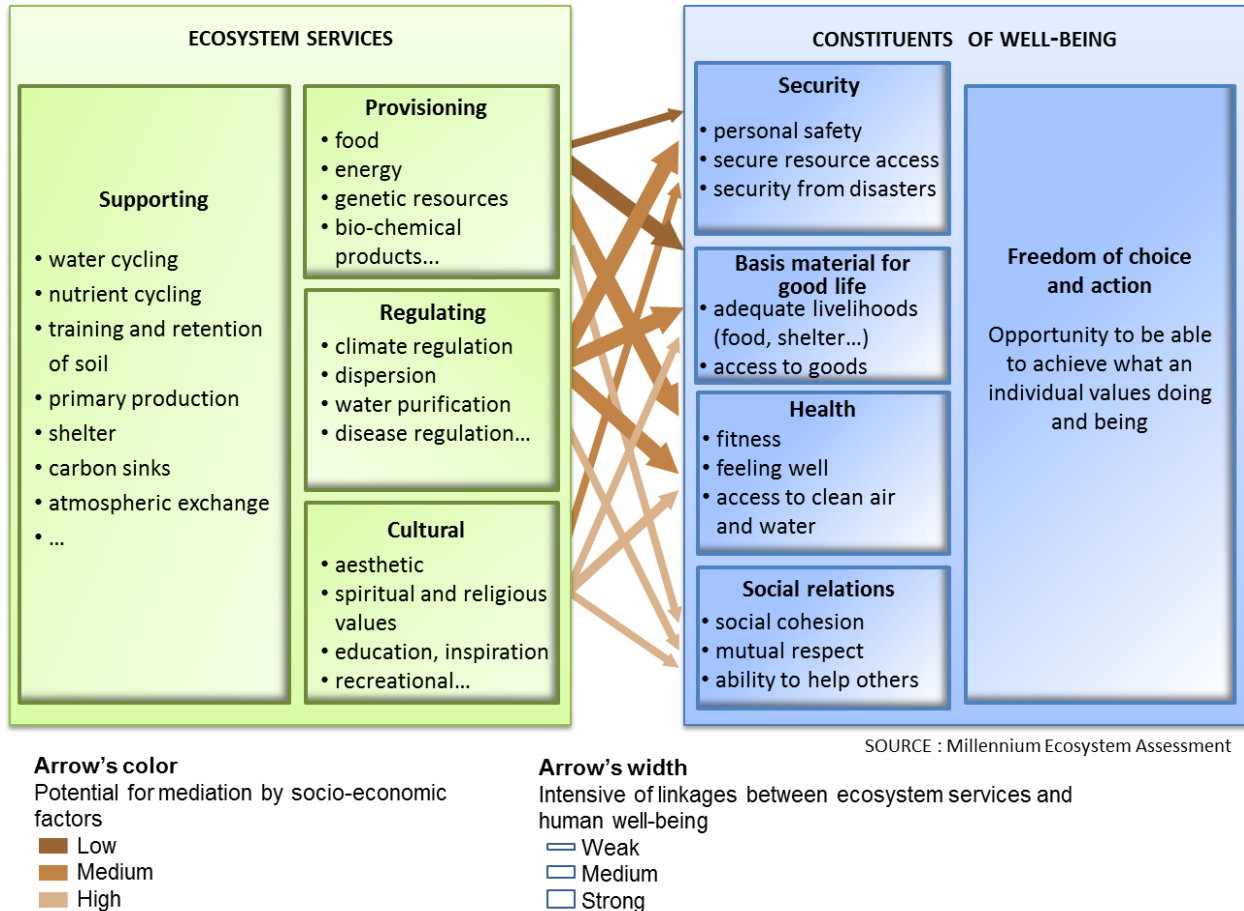 ECOSYSTEM SERVICES
Supporting
• water cycling
• nutrient cycling
• training and retention
of soil
• primary production
• shelter
• carbon sinks
• atmospheric exchange
• ...
Provisioning
• food
• energy
• genetic resources
• bio-chemical
products...
Regulating
• climate regulation
• dispersion
• water purification
• disease regulation...
Cultural
• aesthetic
• spiritual and religious
values
• education, inspiration
• recreational...
CONSTITUENTS OF WELL-BEING
Security
• personal safety
• secure resource access
• security from disasters
Basis material for
good life
• adequate livelihoods
(food, shelter...)
• access to goods
Health
• fitness
• feeling well
• access to clean air
and water
Social relations
• social cohesion
• mutual respect
• ability to help others
Freedom of choice
and action
Opportunity to be able
to achieve what an
individual values doing
and being
SOURCE : Millennium Ecosystem Assessment
Arrow's color
Potential for mediation by socio-economic
factors
Low
Medium
High
Arrow's width
Intensive of linkages between ecosystem services and
human well-being
Weak
Medium
Strong